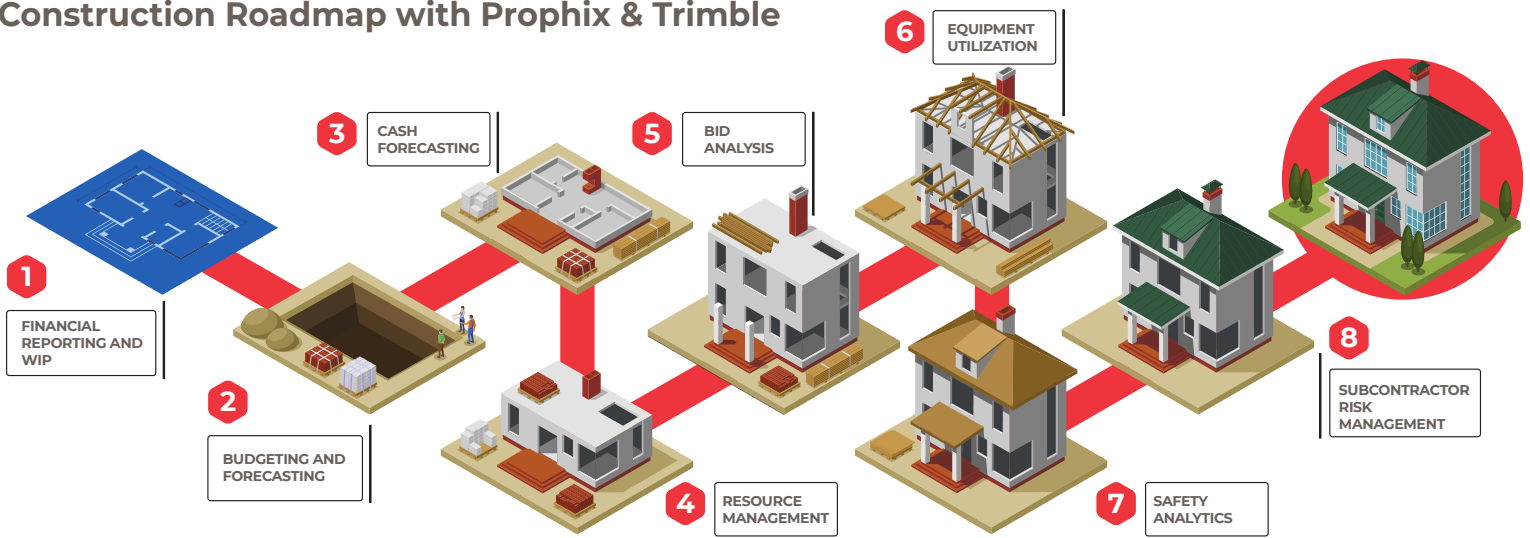 Construction Roadmap with Prophix & Trimble
1
FINANCIAL
REPORTING AND
WIP
2
BUDGETING AND
FORECASTING
3
CASH
FORECASTING
4
RESOURCE
MANAGEMENT
5
BID
ANALYSIS
6
EQUIPMENT
UTILIZATION
7
SAFETY
ANALYTICS
8
SUBCONTRACTOR
RISK
MANAGEMENT